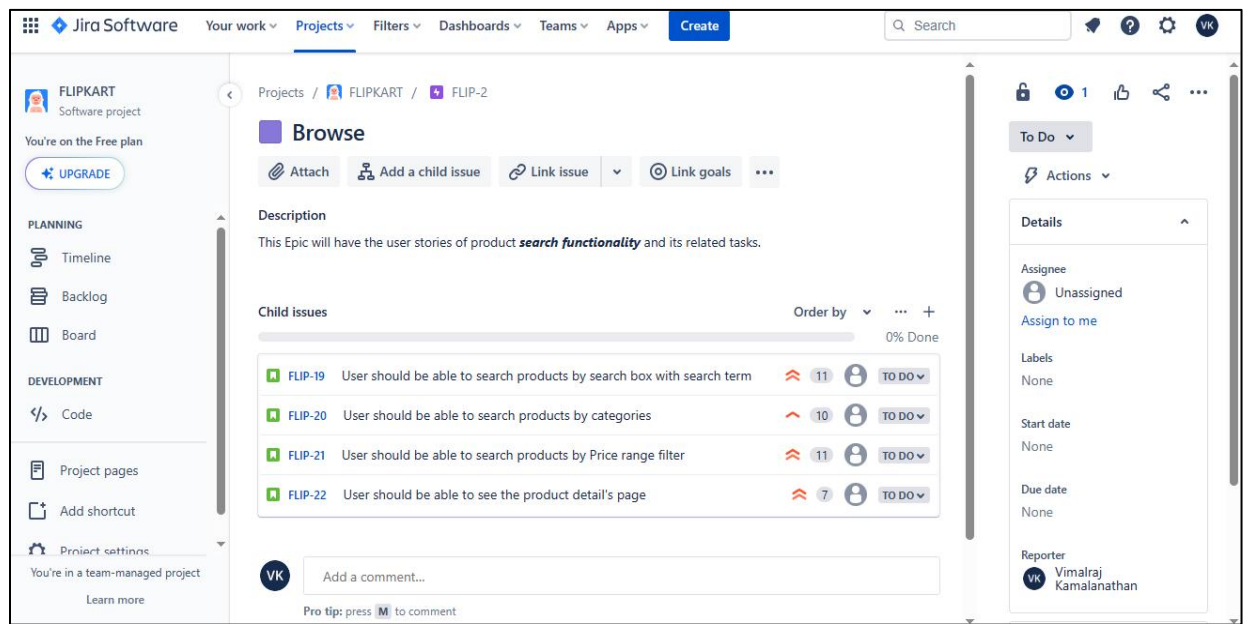 Jira Software Your work Projects Filters Dashboards Teams Apps Create Search VK
FLIPKART
Software project
You're on the Free plan
UPGRADE
PLANNING
Timeline
Backlog
Board
DEVELOPMENT
Code
Project pages
Add shortcut
Project settings
You're in a team-managed project
Learn more
Projects / FLIPKART / FLIP-2
Browse
Attach Add a child issue Link issue Link goals
Description
This Epic will have the user stories of product search functionality and its related tasks.
Child issues Order by
0% Done
FLIP-19 User should be able to search products by search box with search term 11 TO DO
FLIP-20 User should be able to search products by categories 10 TO DO
FLIP-21 User should be able to search products by Price range filter 11 TO DO
FLIP-22 User should be able to see the product detail's page 7 TO DO
VK Add a comment...
Pro tip: press M to comment
1
To Do
Actions
Details
Assignee
Unassigned
Assign to me
Labels
None
Start date
None
Due date
None
Reporter
VK Vimalraj
Kamalanathan